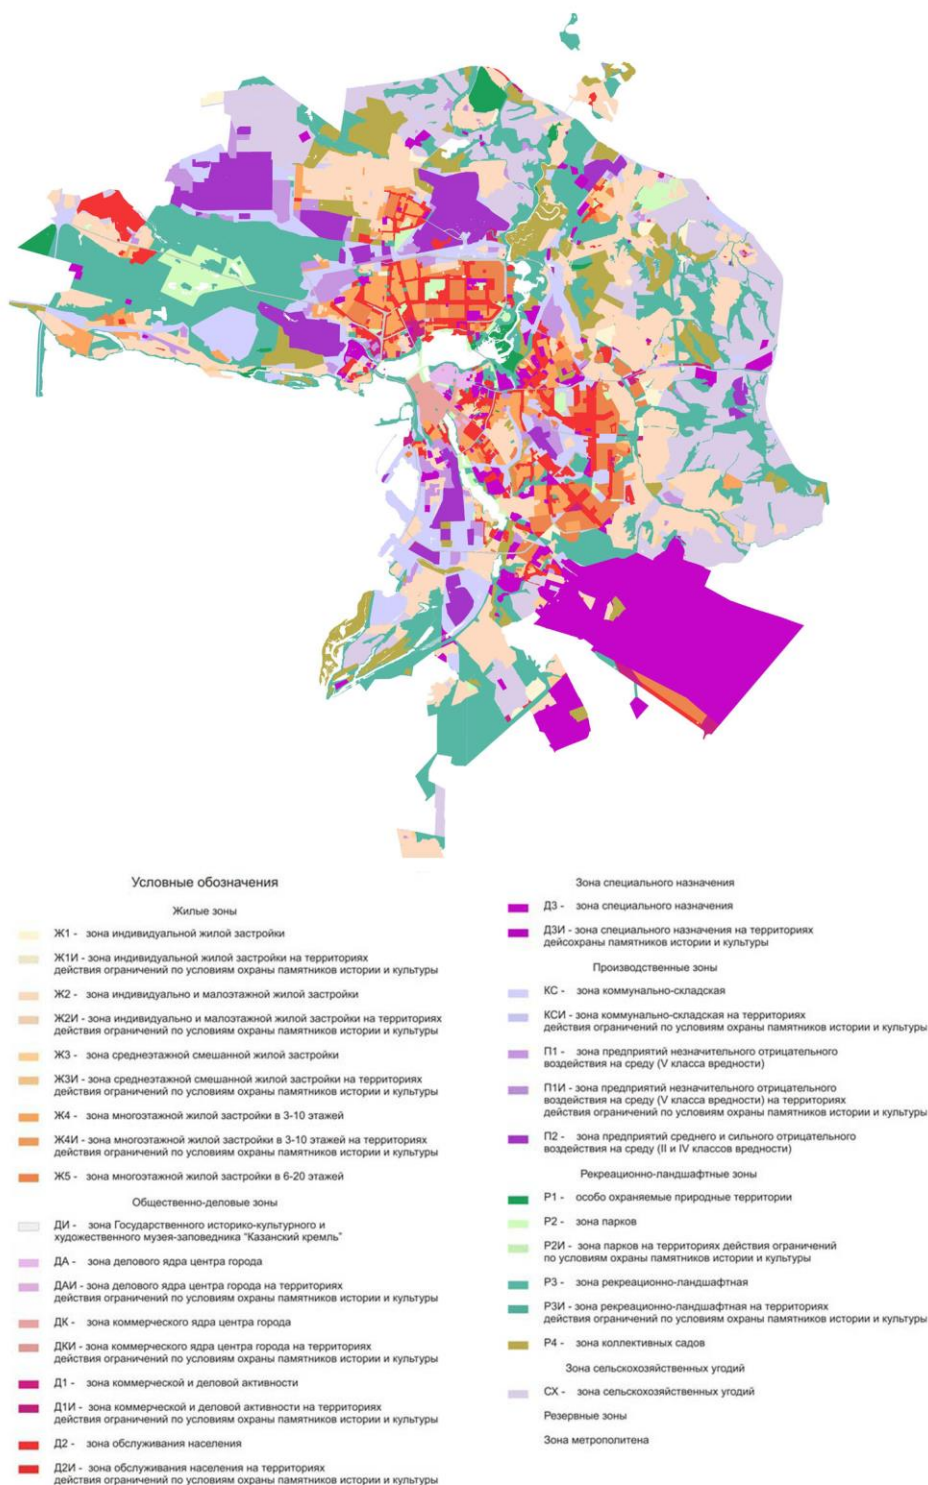 Условные обозначения
Жилые зоны
Ж1 - зона индивидуальной жилой застройки
Ж1И - зона индивидуальной жилой застройки на территориях
действия ограничений по условиям охраны памятников истории и культуры
Ж2 - зона индивидуально и малоэтажной жилой застройки
Ж2И - зона индивидуально и малоэтажной жилой застройки на территориях
действия ограничений по условиям охраны памятников истории и культуры
Ж3 - зона среднеэтажной смешанной жилой застройки
Ж3И - зона среднеэтажной смешанной жилой застройки на территориях
действия ограничений по условиям охраны памятников истории и культуры
Ж4 - зона многоэтажной жилой застройки в 3-10 этажей
Ж4И - зона многоэтажной жилой застройки в 3-10 этажей на территориях
действия ограничений по условиям охраны памятников истории и культуры
Ж5 - зона многоэтажной жилой застройки в 6-20 этажей
Общественно-деловые зоны
ДИ - зона Государственного историко-культурного и
художественного музея-заповедника "Казанский кремль"
ДА - зона делового ядра центра города
ДАИ - зона делового ядра центра города на территориях
действия ограничений по условиям охраны памятников истории и культуры
ДК - зона коммерческого ядра центра города
ДКИ - зона коммерческого ядра центра города на территориях
действия ограничений по условиям охраны памятников истории и культуры
Д1 - зона коммерческой и деловой активности
Д1И - зона коммерческой и деловой активности на территориях
действия ограничений по условиям охраны памятников истории и культуры
Д2 - зона обслуживания населения
Д2И - зона обслуживания населения на территориях
действия ограничений по условиям охраны памятников истории и культуры
Зона специального назначения
Д3 - зона специального назначения
Д3И - зона специального назначения на территориях
дейсохраны памятников истории и культуры
Производственные зоны
КС - зона коммунально-складская
КСИ - зона коммунально-складская на территориях
действия ограничений по условиям охраны памятников истории и культуры
П1 - зона предприятий незначительного отрицательного
воздействия на среду (V класса вредности)
П1И - зона предприятий незначительного отрицательного
воздействия на среду (V класса вредности) на территориях
действия ограничений по условиям охраны памятников истории и культуры
П2 - зона предприятий среднего и сильного отрицательного
воздействия на среду (II и IV классов вредности)
Рекреационно-ландшафтные зоны
Р1 - особо охраняемые природные территории
Р2 - зона парков
Р2И - зона парков на территориях действия ограничений
по условиям охраны памятников истории и культуры
Р3 - зона рекреационно-ландшафтная
Р3И - зона рекреационно-ландшафтная на территориях
действия ограничений по условиям охраны памятников истории и культуры
Р4 - зона коллективных садов
Зона сельскохозяйственных угодий
СХ - зона сельскохозяйственных угодий
Резервные зоны
Зона метрополитена